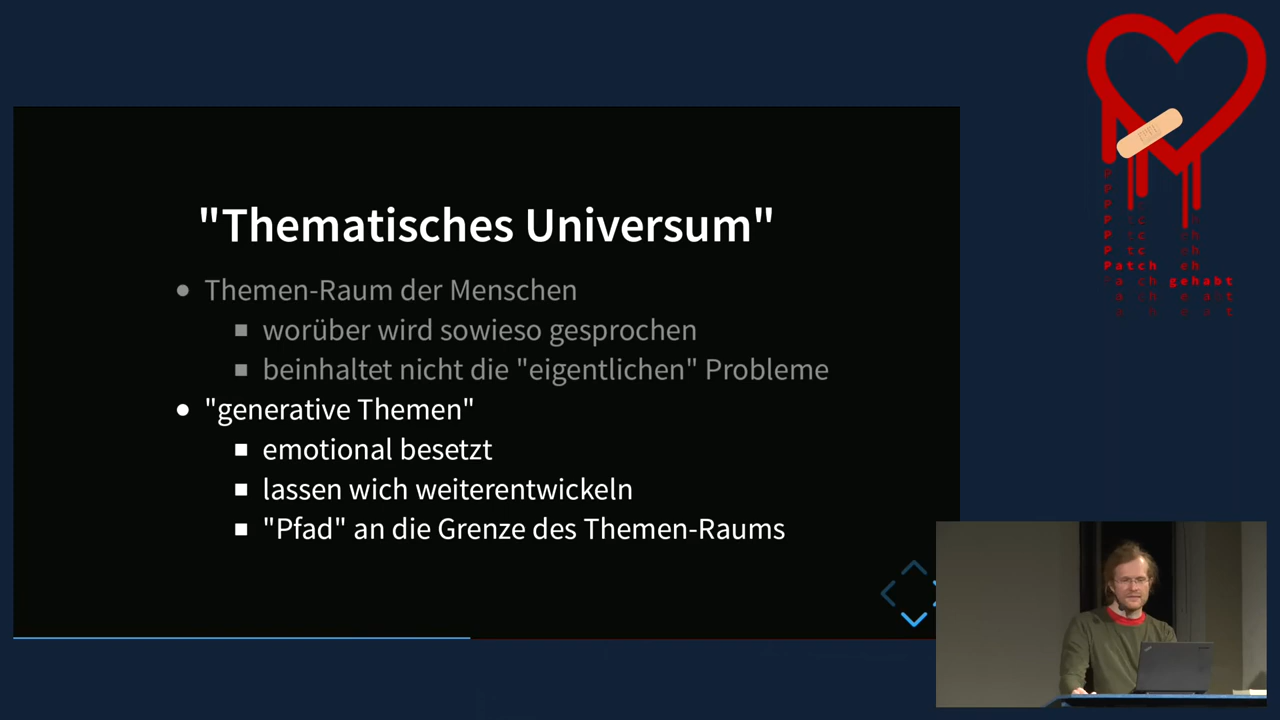 "Thematisches Universum"
Themen-Raum der Menschen
worüber wird sowieso gesprochen
beinhaltet nicht die "eigentlichen" Probleme
"generative Themen"
emotional besetzt
lassen wich weiterentwickeln
"Pfad" an die Grenze des Themen-Raums
Patch
gehabt